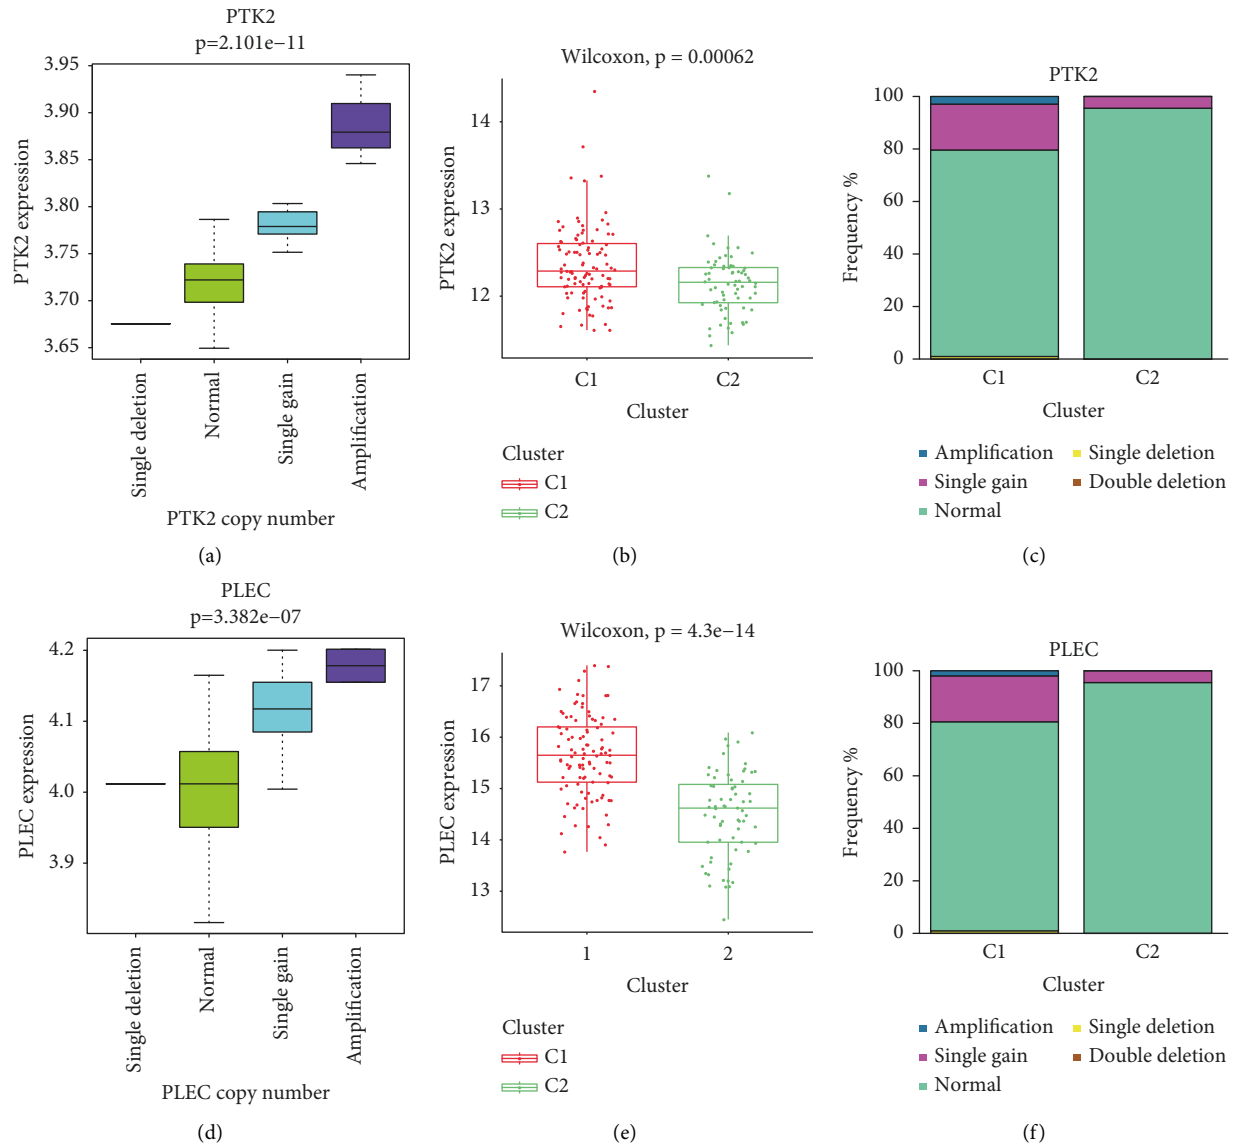 PTK2
p=2.101e−11
3.95
3.90
3.85
3.80
3.75
3.70
3.65
PTK2 expression
Single deletion
Normal
Single gain
Amplification
PTK2 copy number
(a)
Wilcoxon, p = 0.00062
14
13
12
PTK2 expression
C1
C2
Cluster
Cluster
C1
C2
(b)
PTK2
100
80
60
40
20
0
Frequency %
C1
C2
Cluster
Amplification
Single deletion
Single gain
Double deletion
Normal
(c)
PLEC
p=3.382e−07
4.2
4.1
4.0
3.9
PLEC expression
Single deletion
Normal
Single gain
Amplification
PLEC copy number
(d)
Wilcoxon, p = 4.3e−14
17
16
15
14
13
PLEC expression
1
2
Cluster
Cluster
C1
C2
(e)
PLEC
100
80
60
40
20
0
Frequency %
C1
C2
Cluster
Amplification
Single deletion
Single gain
Double deletion
Normal
(f)